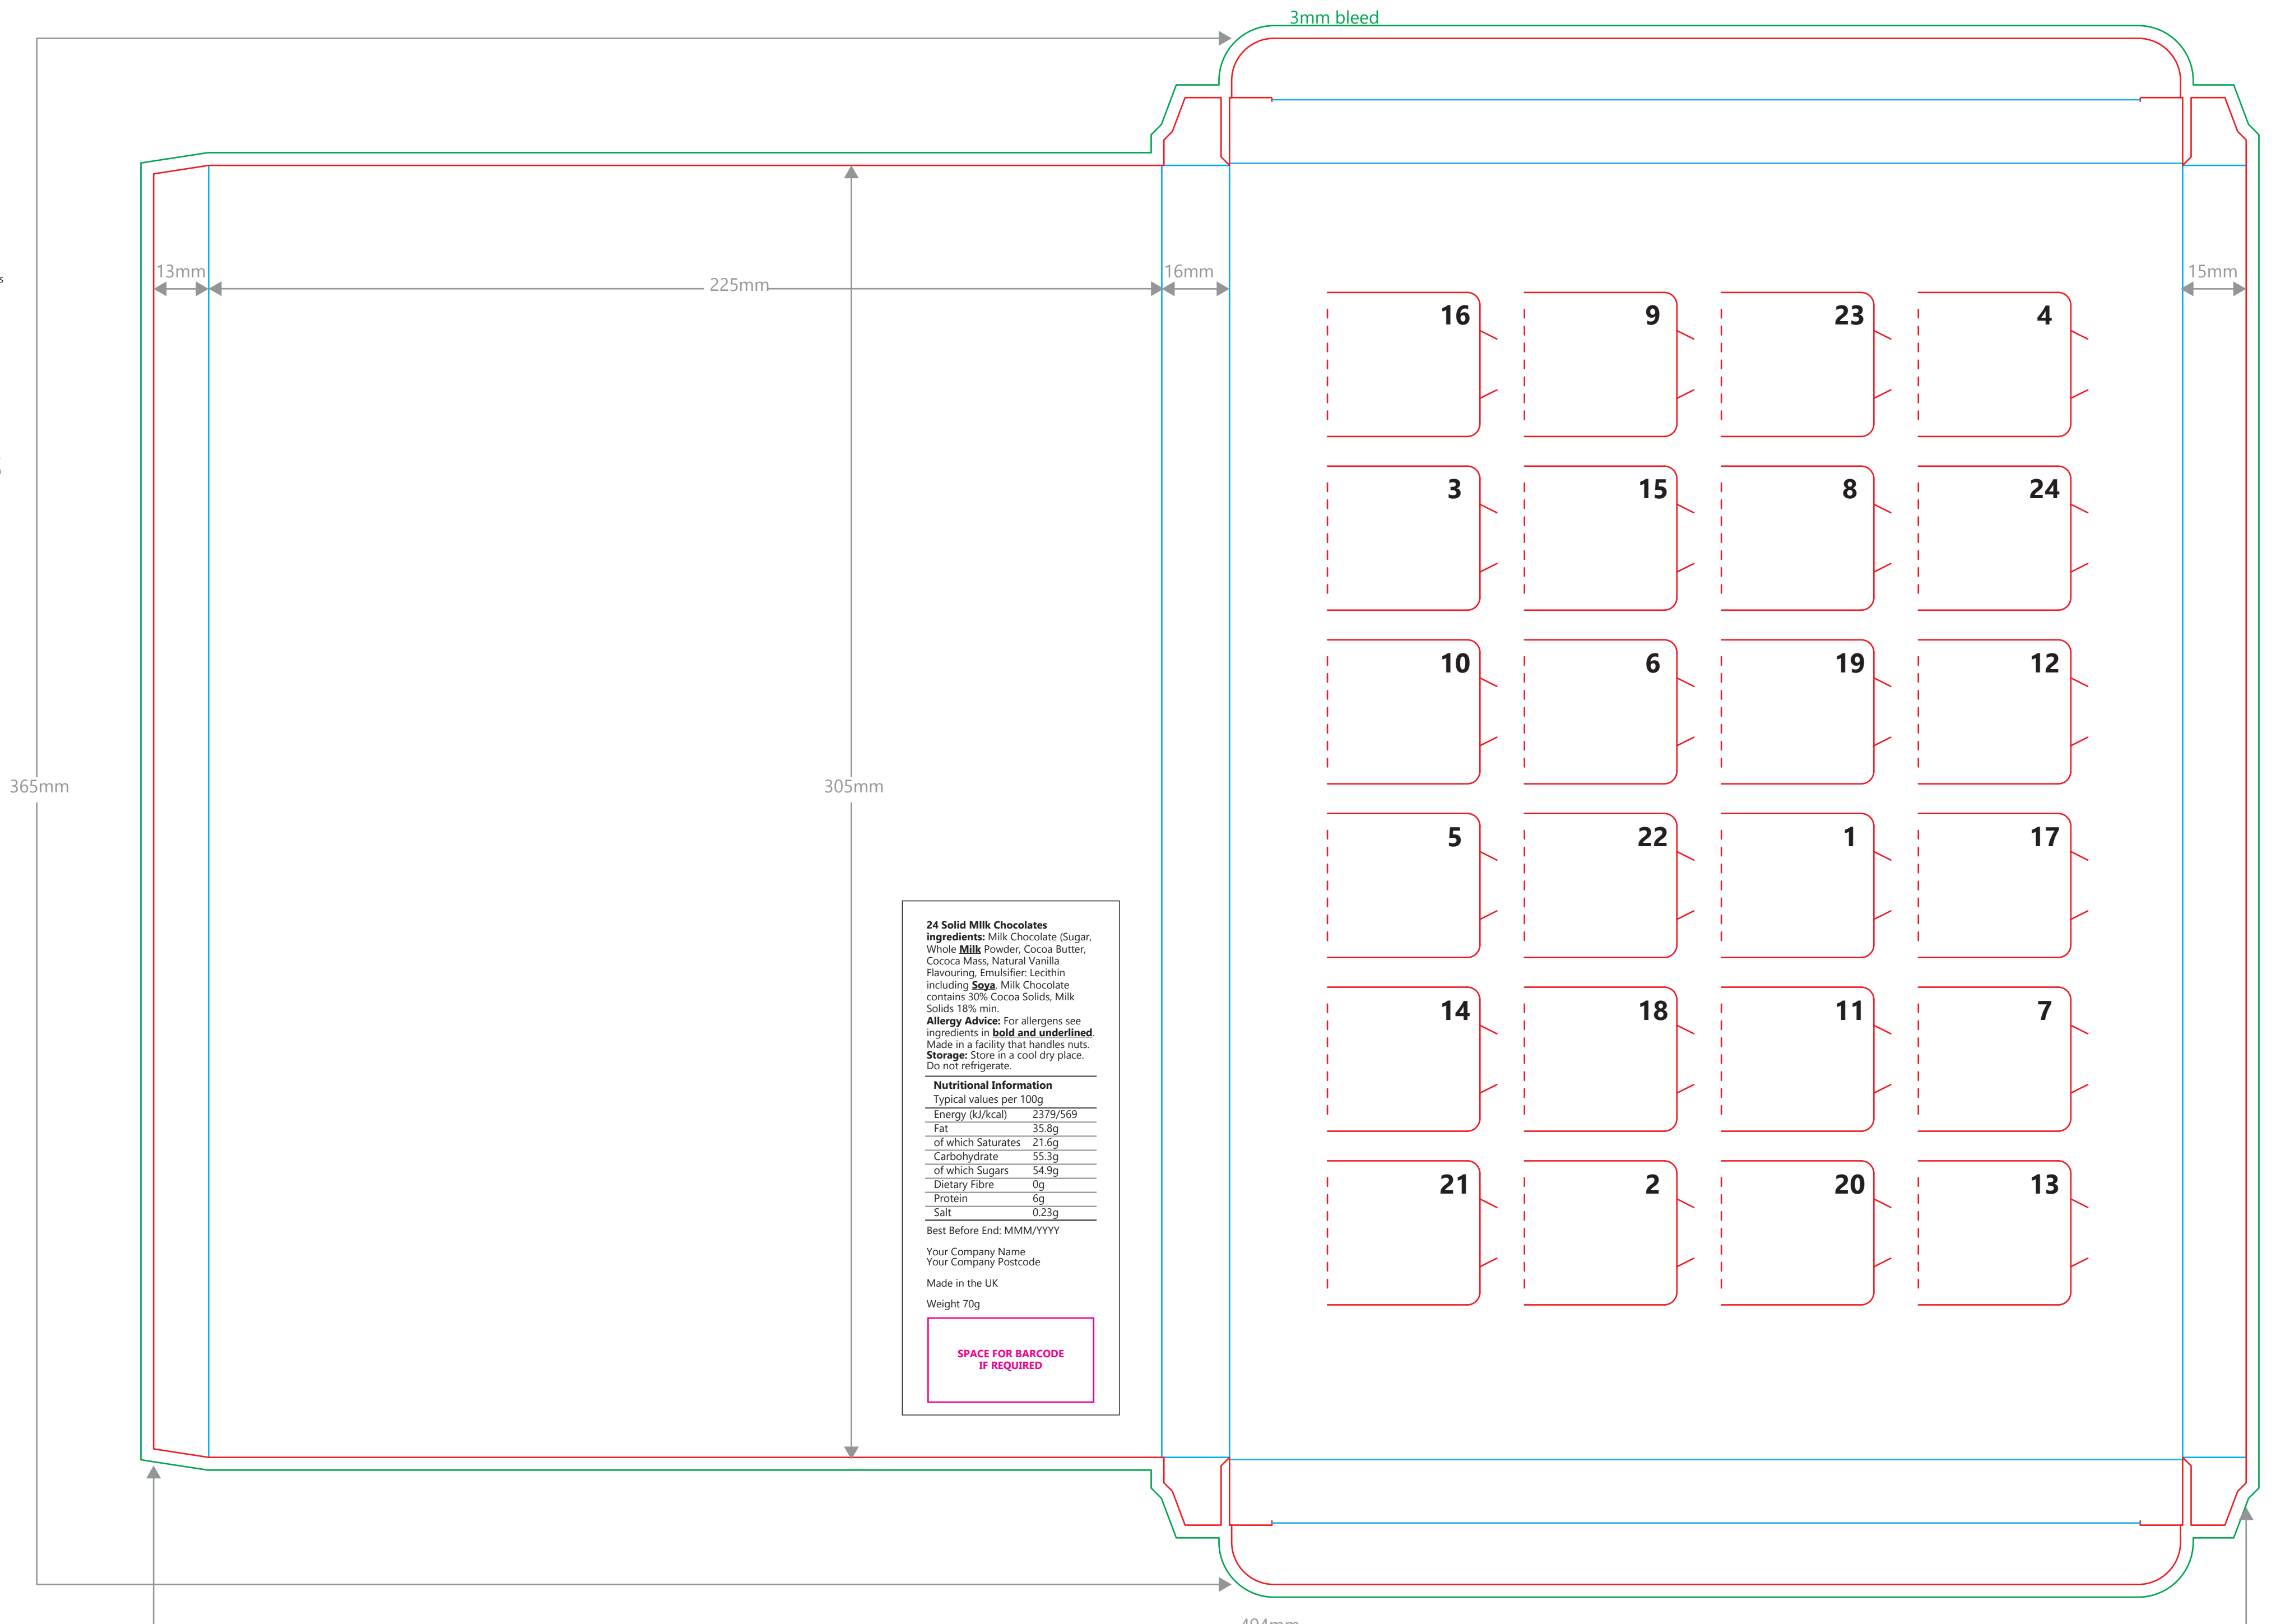 3mm bleed
13mm
225mm
16mm
15mm
16 9 23 4
3 15 8 24
10 6 19 12
365mm
305mm
5 22 1 17
14 18 11 7
21 2 20 13
24 Solid MIlk Chocolates
ingredients: Milk Chocolate (Sugar,
Whole Milk Powder, Cocoa Butter,
Cococa Mass, Natural Vanilla
Flavouring, Emulsifier: Lecithin
including Soya. Milk Chocolate
contains 30% Cocoa Solids, Milk
Solids 18% min.
Allergy Advice: For allergens see
ingredients in bold and underlined.
Made in a facility that handles nuts.
Storage: Store in a cool dry place.
Do not refrigerate.
Nutritional Information
Typical values per 100g
Energy (kJ/kcal) 2379/569
Fat 35.8g
of which Saturates 21.6g
Carbohydrate 55.3g
of which Sugars 54.9g
Dietary Fibre 0g
Protein 6g
Salt 0.23g
Best Before End: MMM/YYYY
Your Company Name
Your Company Postcode
Made in the UK
Weight 70g
SPACE FOR BARCODE
IF REQUIRED
494mm